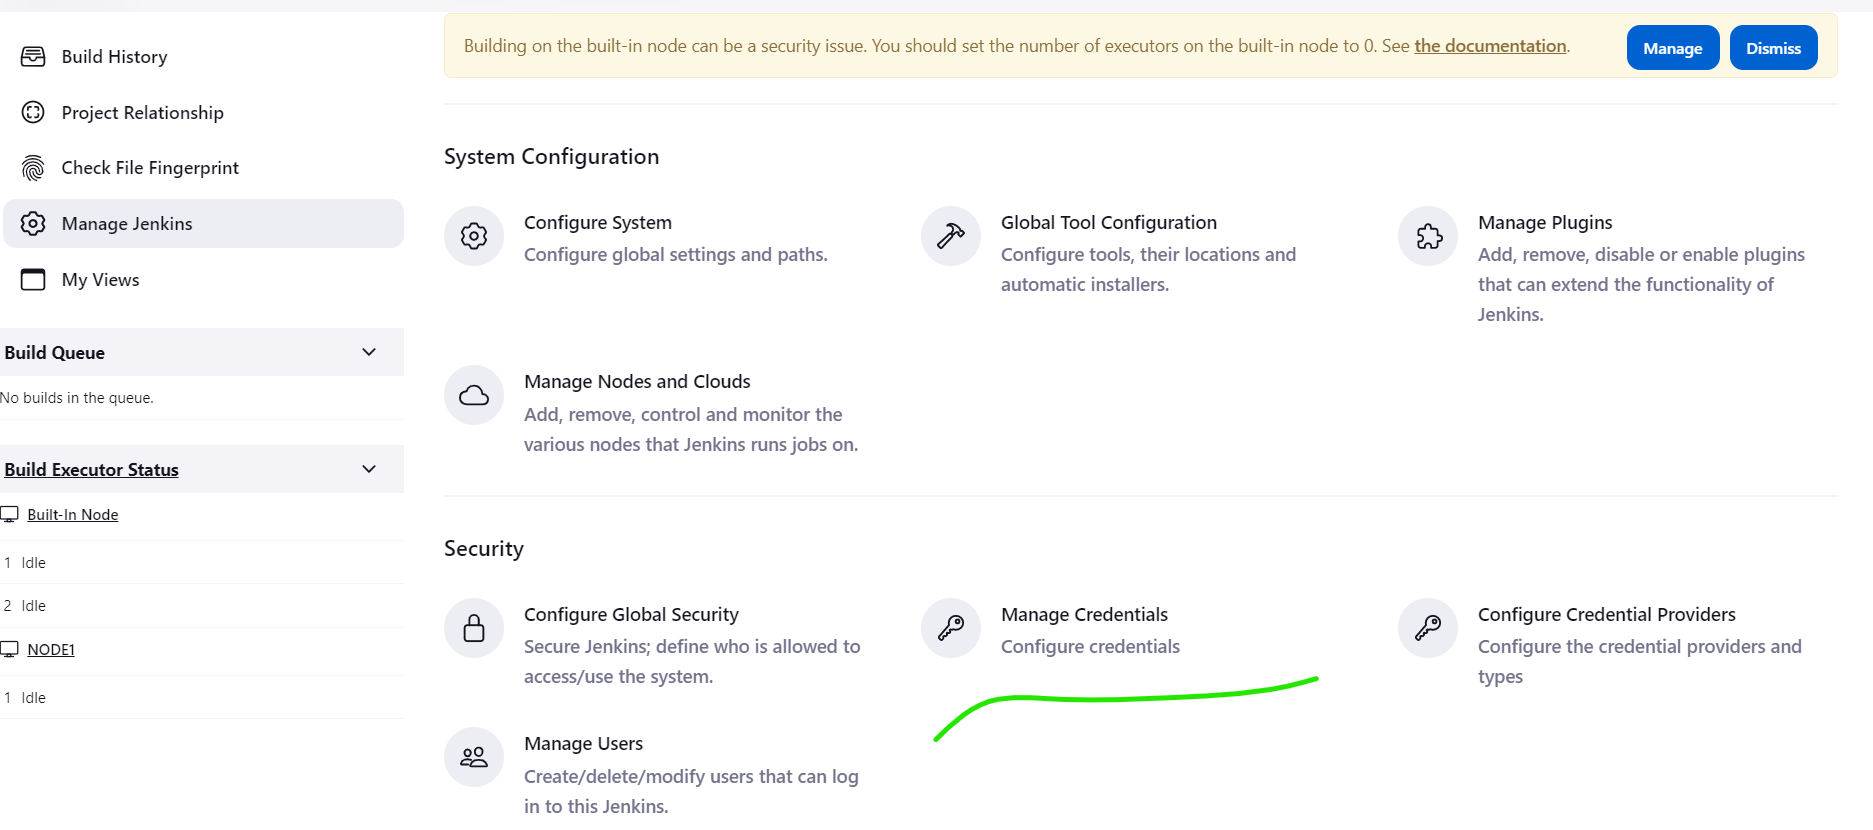 Build History
Project Relationship
Check File Fingerprint
Manage Jenkins
My Views
Build Queue
No builds in the queue.
Build Executor Status
Built-In Node
1 Idle
2 Idle
NODE1
1 Idle
Building on the built-in node can be a security issue. You should set the number of executors on the built-in node to 0. See the documentation.
Manage
Dismiss
System Configuration
Configure System
Configure global settings and paths.
Global Tool Configuration
Configure tools, their locations and
automatic installers.
Manage Plugins
Add, remove, disable or enable plugins
that can extend the functionality of
Jenkins.
Manage Nodes and Clouds
Add, remove, control and monitor the
various nodes that Jenkins runs jobs on.
Security
Configure Global Security
Secure Jenkins; define who is allowed to
access/use the system.
Manage Credentials
Configure credentials
Configure Credential Providers
Configure the credential providers and
types
Manage Users
Create/delete/modify users that can log
in to this Jenkins.